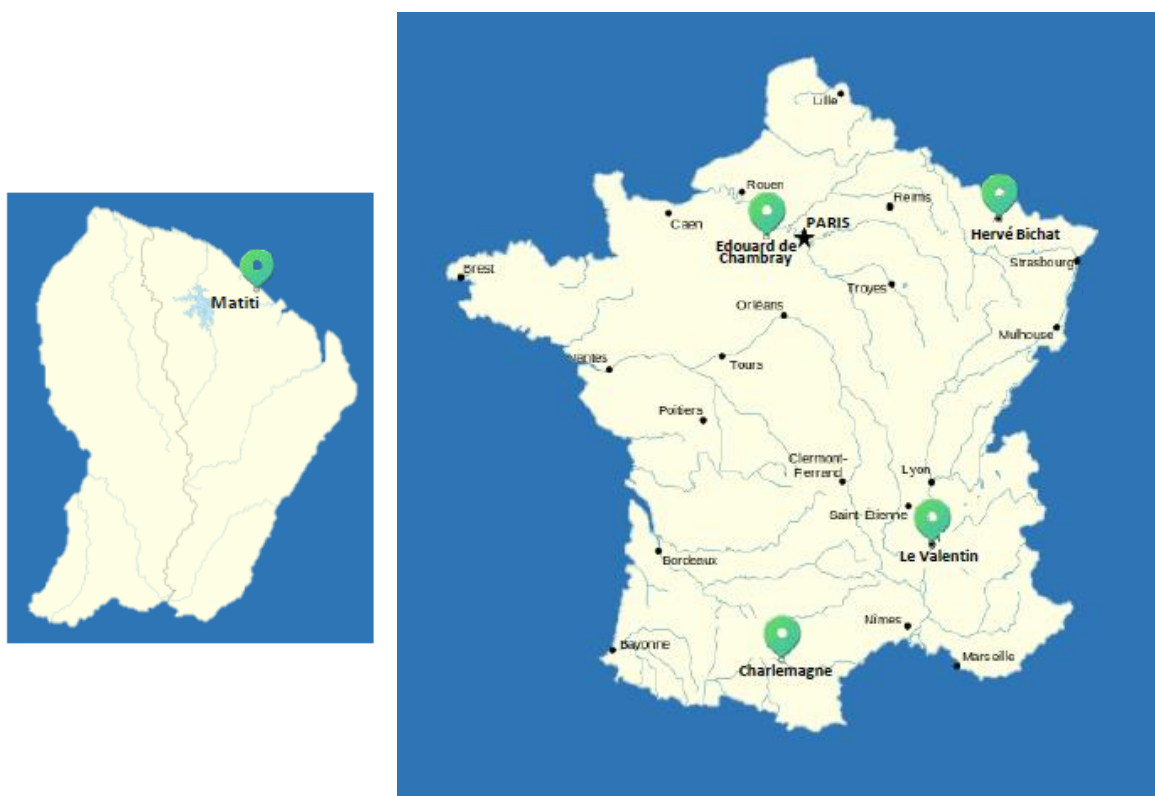 Matiti
Lille
Rouen
Reims
Caen
PARIS
Hervé Bichat
Edouard de
Chambray
Strasbourg
Brest
Troyes
Orléans
Mulhouse
Nantes
Tours
Poitiers
Clermont-
Ferrand
Lyon
Saint-Étienne
Le Valentin
Bordeaux
Nîmes
Bayonne
Marseille
Charlemagne